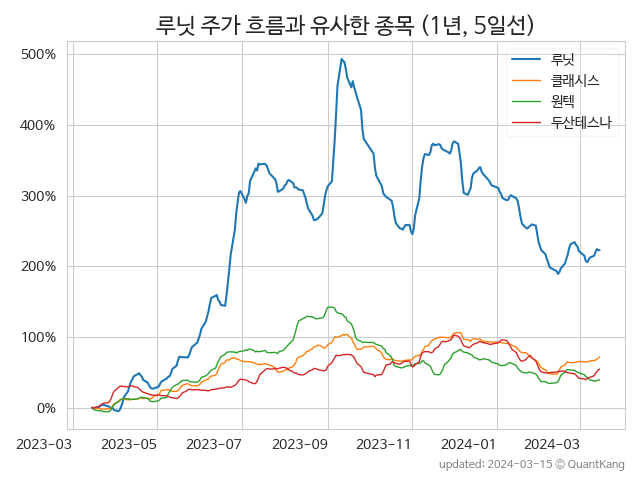 루닛 주가 흐름과 유사한 종목 (1년, 5일선)
루닛
클래시스
원텍
두산테스나
500%
400%
300%
200%
100%
0%
2023-03
2023-05
2023-07
2023-09
2023-11
2024-01
2024-03
updated: 2024-03-15 © QuantKang